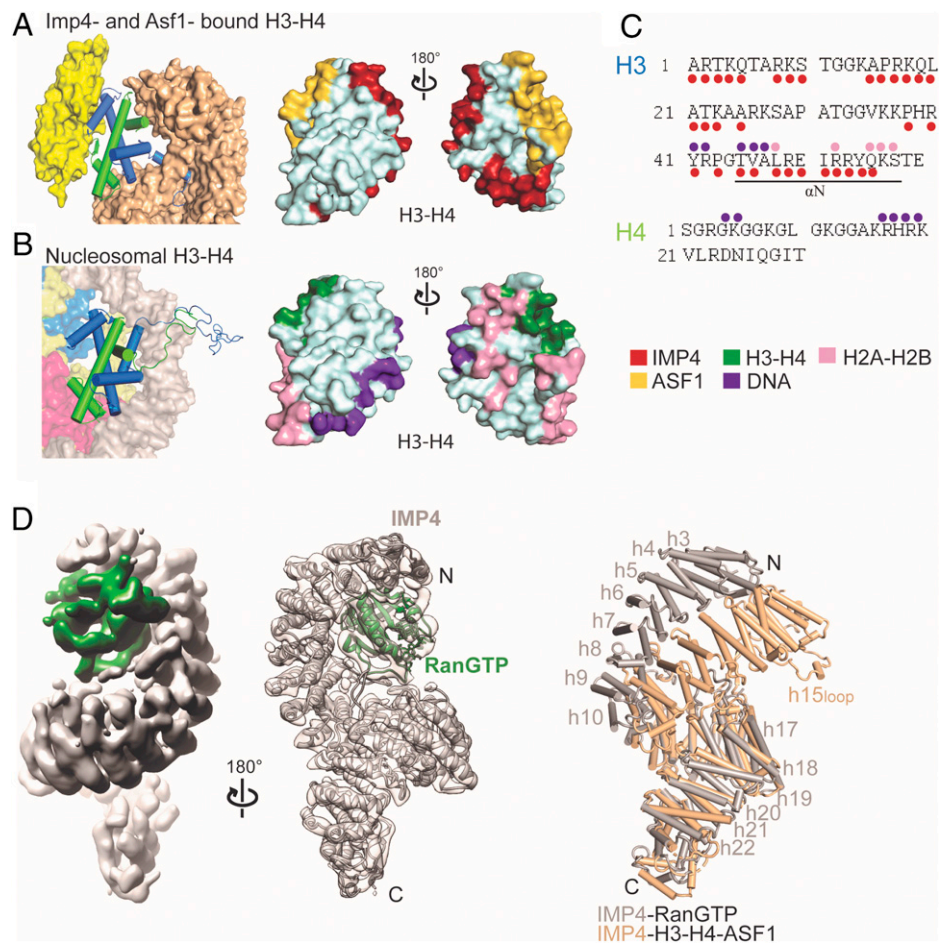 A Imp4- and Asf1- bound H3-H4
180°
H3-H4
B Nucleosomal H3-H4
180°
H3-H4
C
H3 1 ARTKQTARKS TGGKAPRKQL
21 ATKAARKSAP ATGGVKKPHR
41 YRPGTVALRE IRRYQKSTE
αN
H4 1 SGRGKGGKGL GKGGAKRHRK
21 VLRDNIQGIT
IMP4 H3-H4 H2A-H2B
ASF1 DNA
D
180°
IMP4
N
RanGTP
C
h3
h4
h5
h6
h7
h8
h9
h10
N
h15loop
h17
h18
h19
h20
h21
h22
C
IMP4-RanGTP
IMP4-H3-H4-ASF1